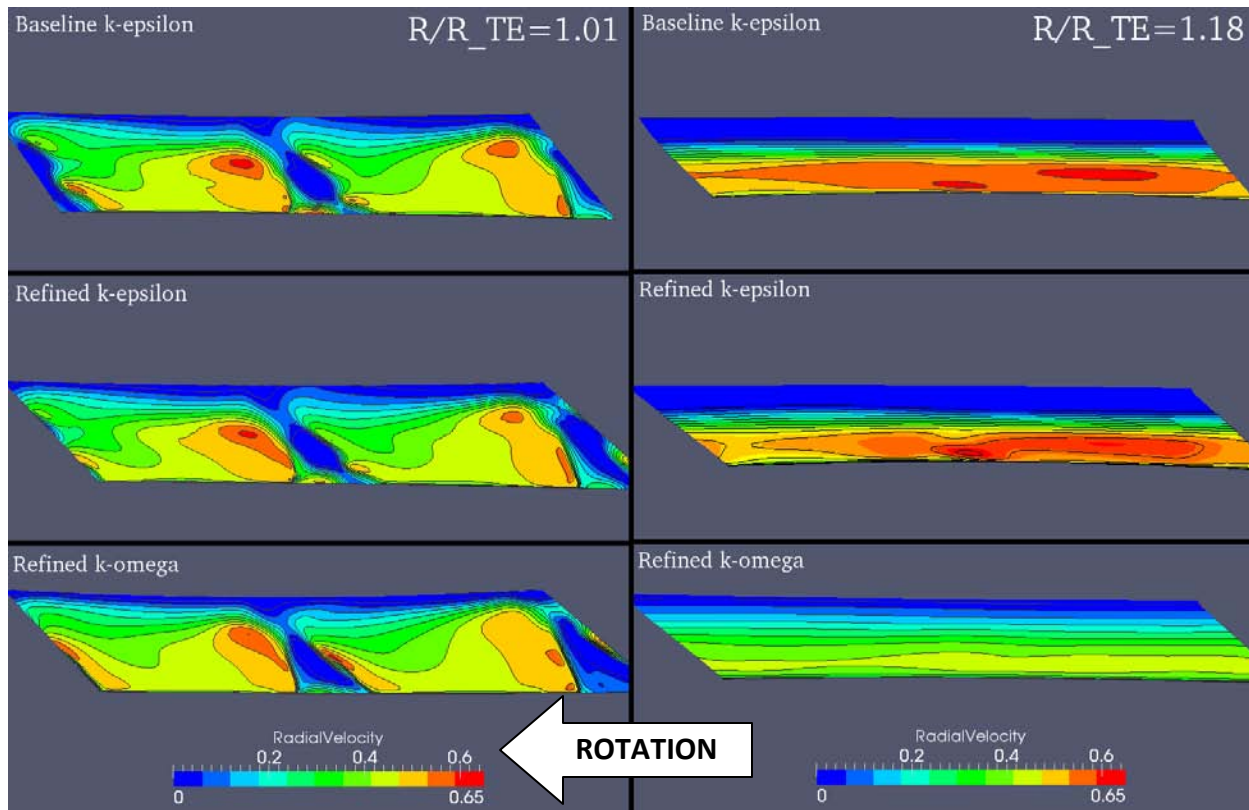 Baseline k-epsilon
R/R_TE=1.01
Baseline k-epsilon
R/R_TE=1.18
Refined k-epsilon
Refined k-epsilon
Refined k-omega
Refined k-omega
RadialVelocity
0.2 0.4 0.6
0 0.65
ROTATION
RadialVelocity
0.2 0.4 0.6
0 0.65